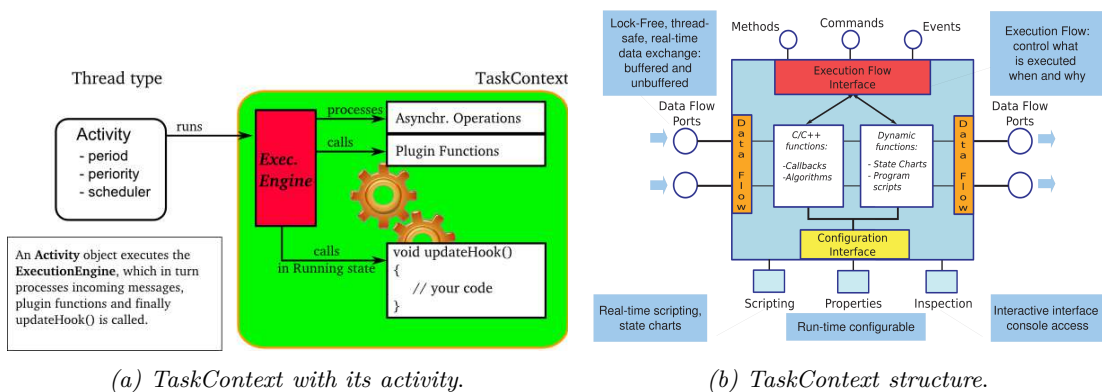 Thread type
TaskContext
Activity
- period
- periority
- scheduler
runs
Exec.
Engine
processes
Asynchr. Operations
calls
Plugin Functions
calls
in Running state
void updateHook()
{
// your code
}
An Activity object executes the
ExecutionEngine, which in turn
processes incoming messages,
plugin functions and finally
updateHook() is called.
(a) TaskContext with its activity.
Lock-Free, thread-
safe, real-time
data exchange:
buffered and
unbuffered
Methods
Commands
Events
Execution Flow:
control what
is executed
when and why
Execution Flow
Interface
Data Flow
Ports
Data Flow
Ports
Data Flow
C/C++
functions:
-Callbacks
-Algorithms
Dynamic
functions:
- State Charts
- Program
scripts
Data Flow
Configuration
Interface
Scripting
Properties
Inspection
Real-time scripting,
state charts
Run-time configurable
Interactive interface
console access
(b) TaskContext structure.